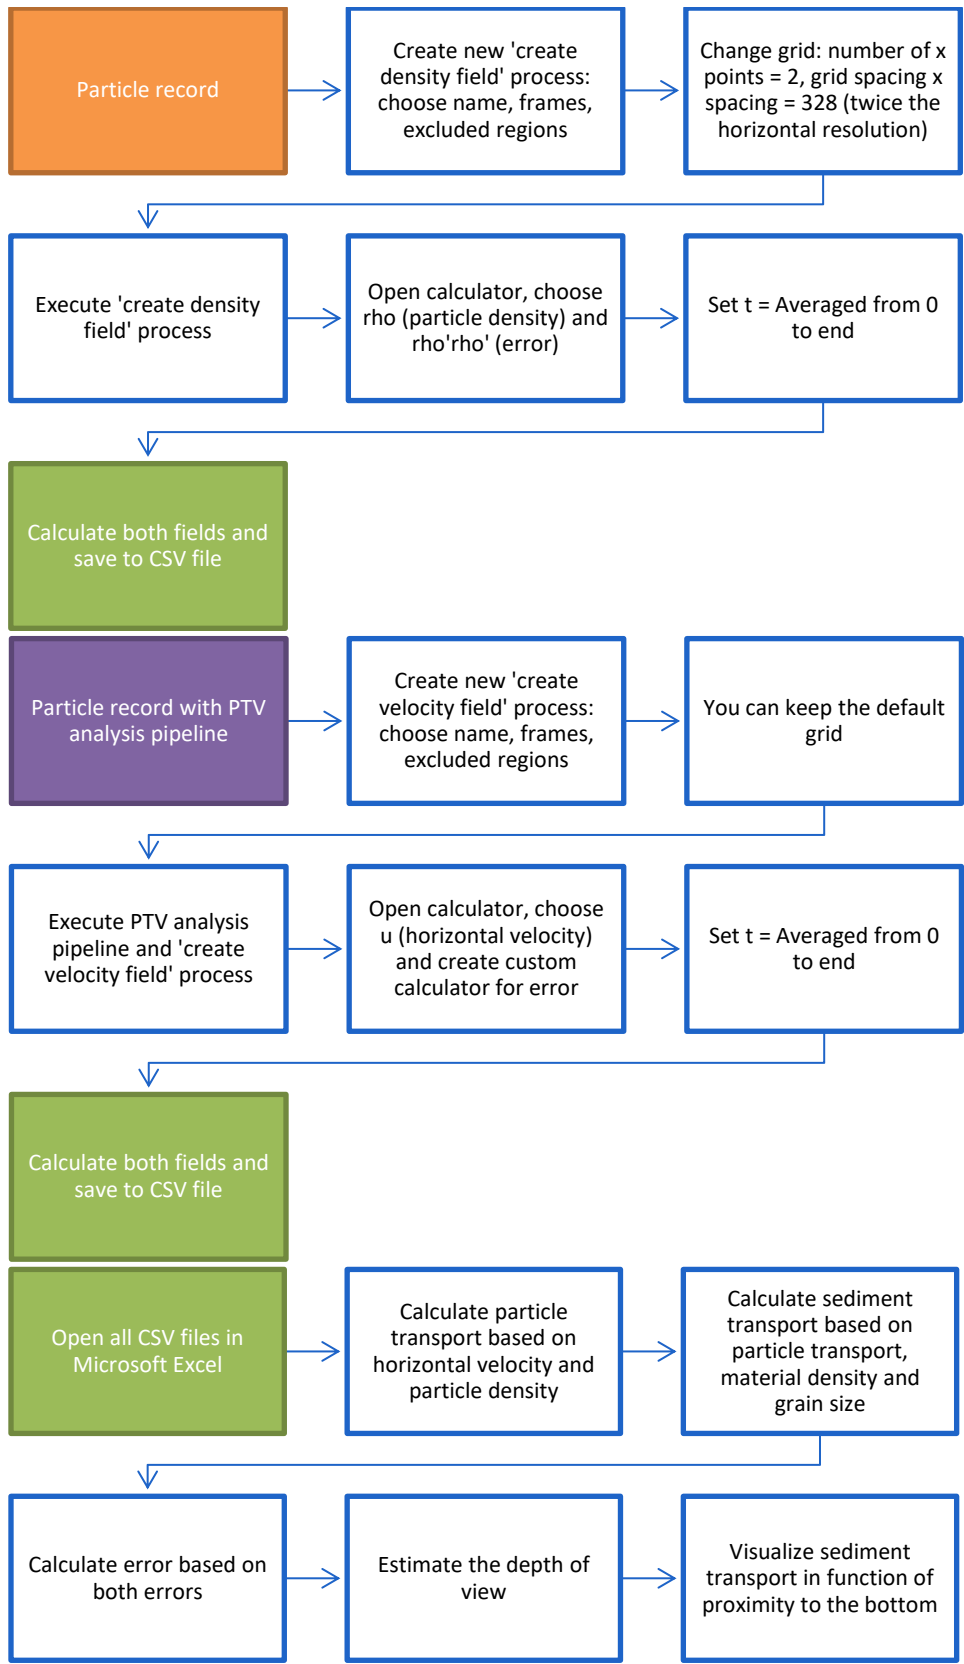 Particle record
Create new 'create
density field' process:
choose name, frames,
excluded regions
Change grid: number of x
points = 2, grid spacing x
spacing = 328 (twice the
horizontal resolution)
Execute 'create density
field' process
Open calculator, choose
rho (particle density) and
rho'rho' (error)
Set t = Averaged from 0
to end
Calculate both fields and
save to CSV file
Particle record with PTV
analysis pipeline
Create new 'create
velocity field' process:
choose name, frames,
excluded regions
You can keep the default
grid
Execute PTV analysis
pipeline and 'create
velocity field' process
Open calculator, choose
u (horizontal velocity)
and create custom
calculator for error
Set t = Averaged from 0
to end
Calculate both fields and
save to CSV file
Open all CSV files in
Microsoft Excel
Calculate particle
transport based on
horizontal velocity and
particle density
Calculate sediment
transport based on
particle transport,
material density and
grain size
Calculate error based on
both errors
Estimate the depth of
view
Visualize sediment
transport in function of
proximity to the bottom